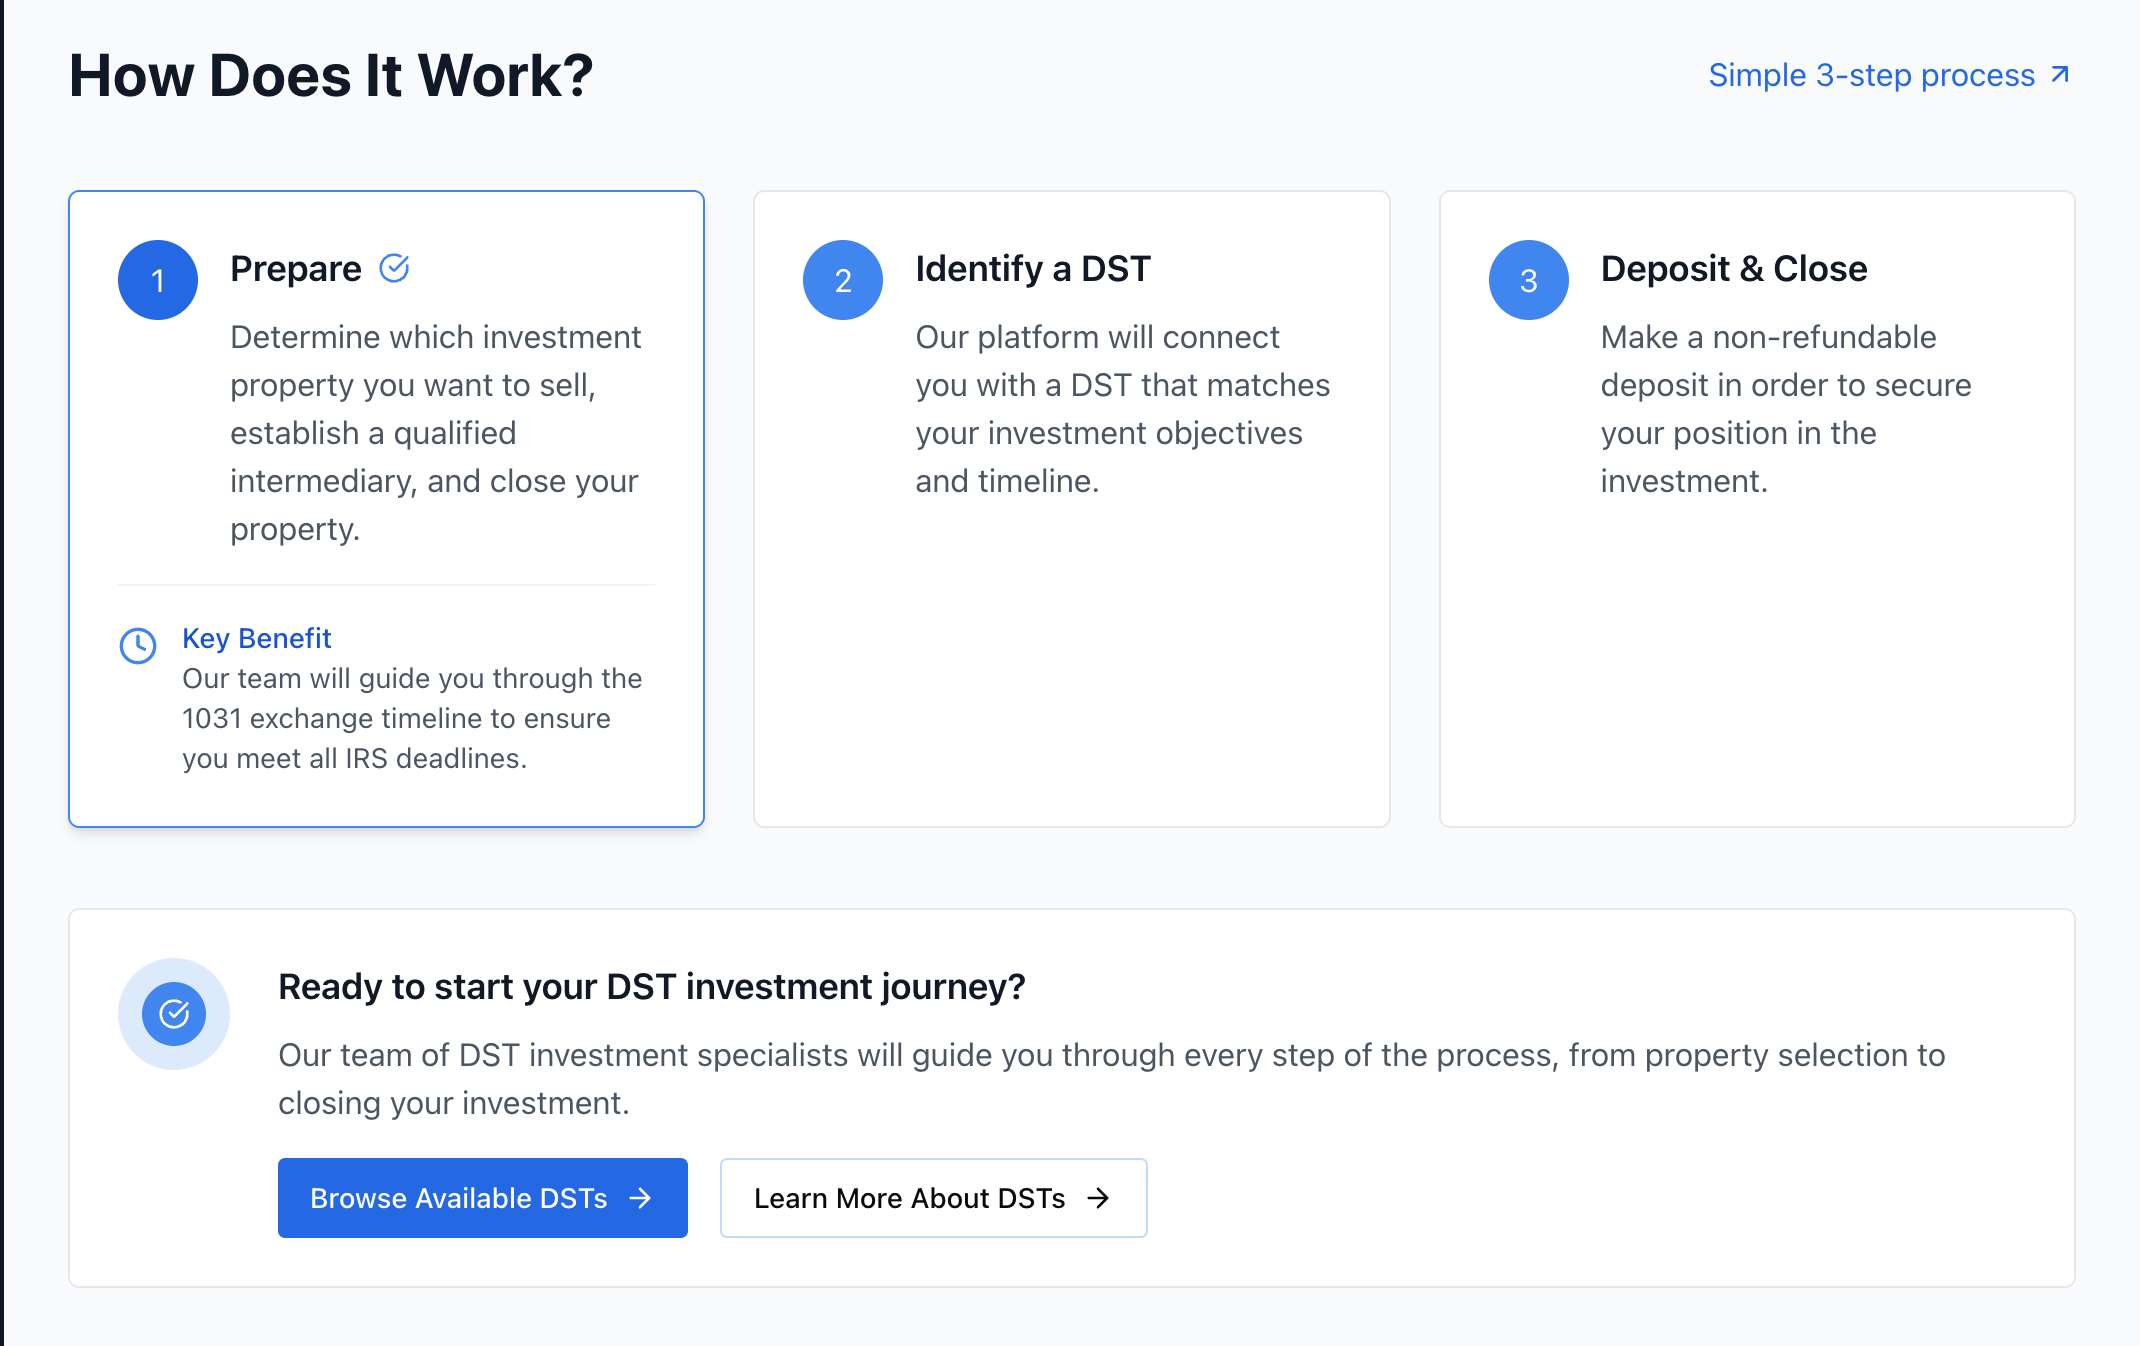 How Does It Work?
Simple 3-step process
1
Prepare
Determine which investment
property you want to sell,
establish a qualified
intermediary, and close your
property.
Key Benefit
Our team will guide you through the
1031 exchange timeline to ensure
you meet all IRS deadlines.
2
Identify a DST
Our platform will connect
you with a DST that matches
your investment objectives
and timeline.
3
Deposit & Close
Make a non-refundable
deposit in order to secure
your position in the
investment.
Ready to start your DST investment journey?
Our team of DST investment specialists will guide you through every step of the process, from property selection to
closing your investment.
Browse Available DSTs
Learn More About DSTs